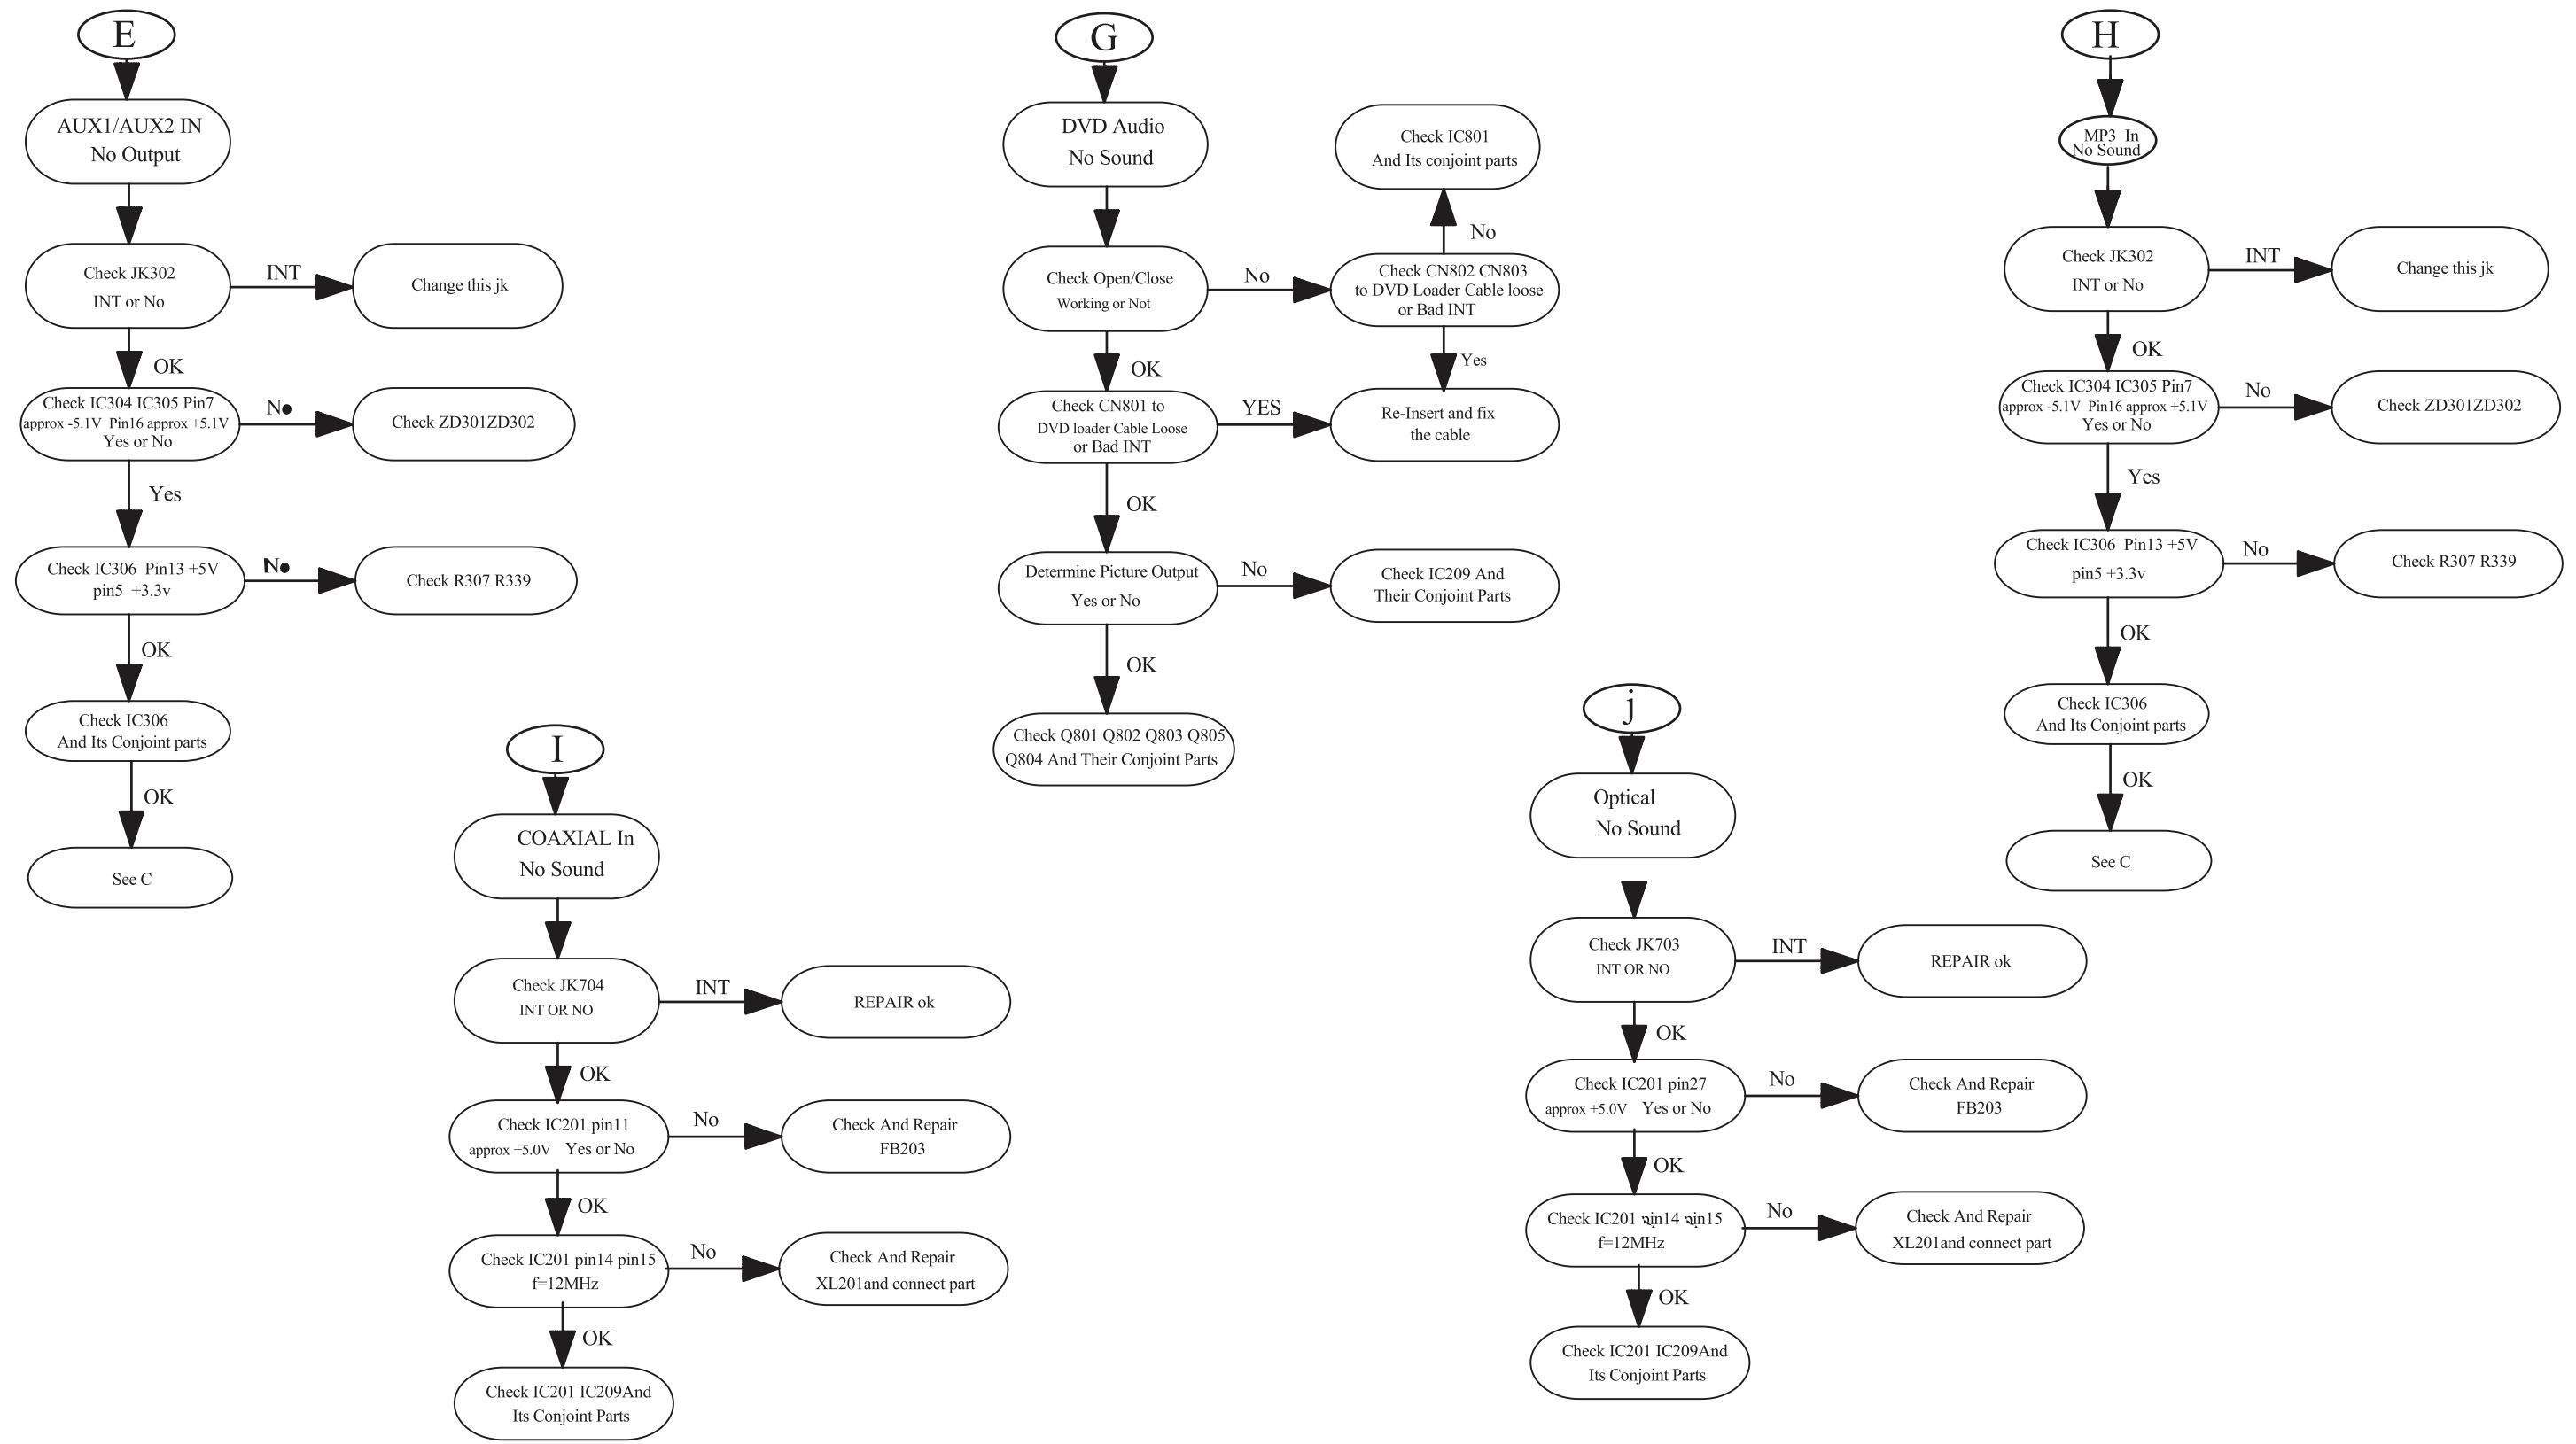 E
AUX1/AUX2 IN
No Output
Check JK302
INT or No
INT
Change this jk
OK
Check IC304 IC305 Pin7
approx -5.1V Pin16 approx +5.1V
Yes or No
No
Check ZD301ZD302
Yes
Check IC306 Pin13 +5V
pin5 +3.3v
No
Check R307 R339
OK
Check IC306
And Its Conjoint parts
OK
See C
G
DVD Audio
No Sound
Check Open/Close
Working or Not
No
Check CN802 CN803
to DVD Loader Cable loose
or Bad INT
No
Check IC801
And Its conjoint parts
Yes
OK
Check CN801 to
DVD loader Cable Loose
or Bad INT
YES
Re-Insert and fix
the cable
OK
Determine Picture Output
Yes or No
No
Check IC209 And
Their Conjoint Parts
OK
Check Q801 Q802 Q803 Q805
Q804 And Their Conjoint Parts
H
MP3 In
No Sound
Check JK302
INT or No
INT
Change this jk
OK
Check IC304 IC305 Pin7
approx -5.1V Pin16 approx +5.1V
Yes or No
No
Check ZD301ZD302
Yes
Check IC306 Pin13 +5V
pin5 +3.3v
No
Check R307 R339
OK
Check IC306
And Its Conjoint parts
OK
See C
I
COAXIAL In
No Sound
Check JK704
INT OR NO
INT
REPAIR ok
OK
Check IC201 pin11
approx +5.0V Yes or No
No
Check And Repair
FB203
OK
Check IC201 pin14 pin15
f=12MHz
No
Check And Repair
XL201and connect part
OK
Check IC201 IC209And
Its Conjoint Parts
j
Optical
No Sound
Check JK703
INT OR NO
INT
REPAIR ok
OK
Check IC201 pin27
approx +5.0V Yes or No
No
Check And Repair
FB203
OK
Check IC201 pin14 pin15
f=12MHz
No
Check And Repair
XL201and connect part
OK
Check IC201 IC209And
Its Conjoint Parts